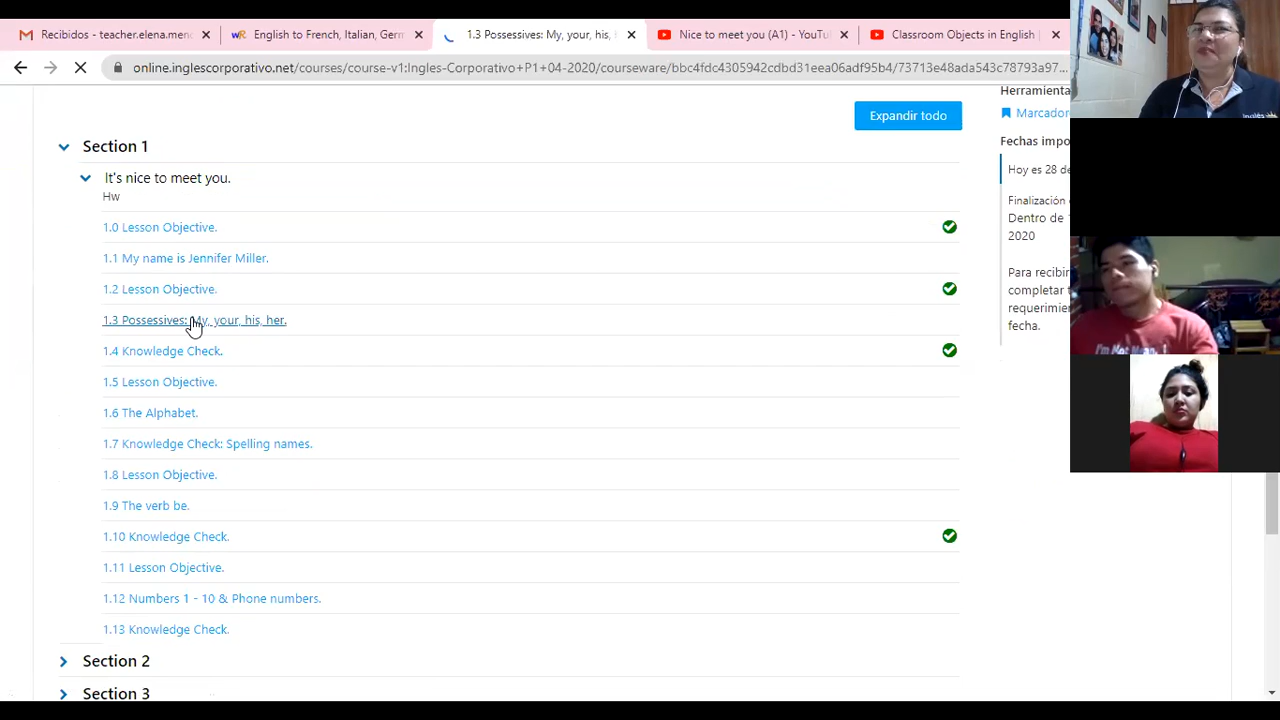 Recibidos - teacher.elena.men
English to French, Italian, Germ
1.3 Possessives: My, your, his,
Nice to meet you (A1) - YouTu
Classroom Objects in English
online.inglescorporativo.net/courses/course-v1:Ingles-Corporativo+P1+04-2020/courseware/bbc4fdc4305942cdbd31eea06adf95b4/73713e48ada543c78793a97...
Expandir todo
Herramienta
Marcador
Fechas impo
Hoy es 28 de
Finalización
Dentro de 1
2020
Para recibir
completar t
requerimien
fecha.
Section 1
It's nice to meet you.
Hw
1.0 Lesson Objective.
1.1 My name is Jennifer Miller.
1.2 Lesson Objective.
1.3 Possessives: My, your, his, her.
1.4 Knowledge Check.
1.5 Lesson Objective.
1.6 The Alphabet.
1.7 Knowledge Check: Spelling names.
1.8 Lesson Objective.
1.9 The verb be.
1.10 Knowledge Check.
1.11 Lesson Objective.
1.12 Numbers 1 - 10 & Phone numbers.
1.13 Knowledge Check.
Section 2
Section 3